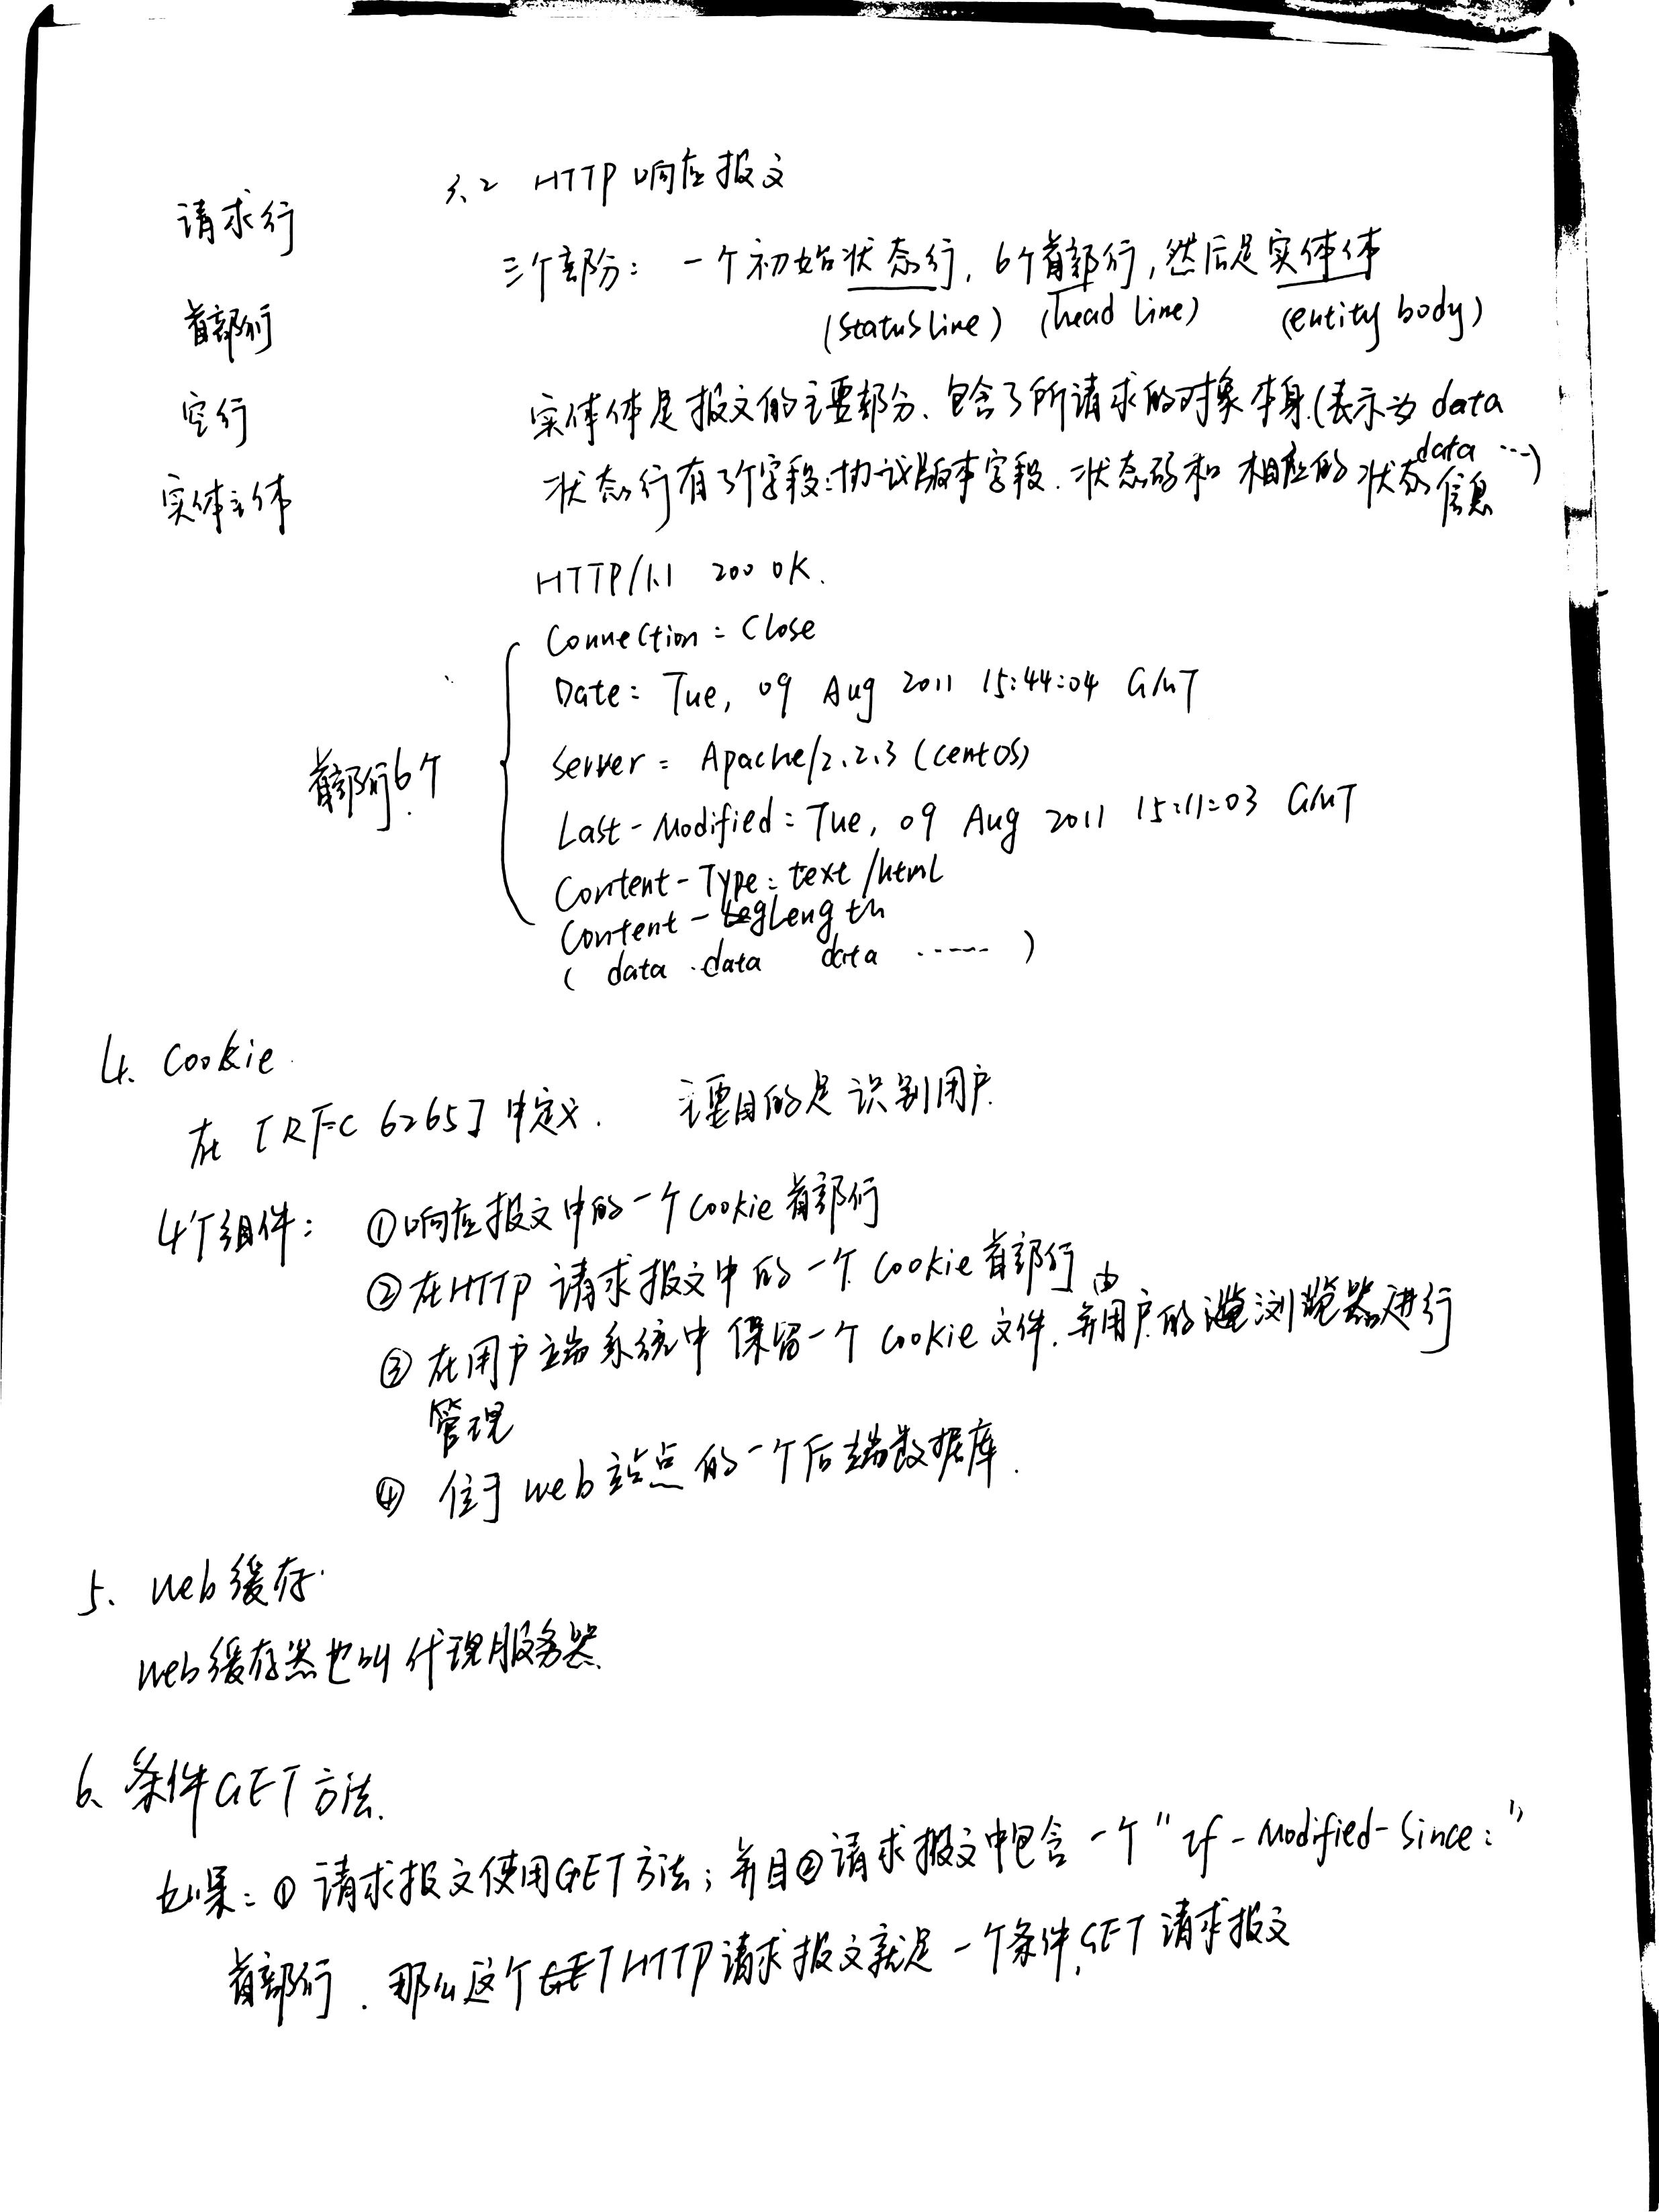 请求行
首部行
空行
实体主体
3.2 HTTP响应报文
三个部分：一个初始状态行，6个首部行，然后是实体体
(status line) (head line) (entity body)
实体体是报文的主要部分、包含了所请求的对象本身(表示为 data
data ……)
状态行有3个字段：协议版本字段、状态码和相应的状态信息
HTTP/1.1 200 OK.
Connection: Close
Date: Tue, 09 Aug 2011 15:44:04 GMT
首部行6个.
Server: Apache/2.2.3 (CentOS)
Last-Modified: Tue, 09 Aug 2011 15:11:03 GMT
Content-Type: text/html
Content-Length
( data data data …… )
4. Cookie
在[RFC 6265]中定义. 主要目的是识别用户.
4个组件： ①响应报文中的一个cookie首部行
②在HTTP请求报文中的一个cookie首部行
③在用户端系统中保留一个cookie文件.并由用户的浏览器进行
管理
④位于web站点的一个后端数据库.
5、web缓存.
web缓存器也叫代理服务器.
6、条件GET方法.
如果：①请求报文使用GET方法；并且②请求报文中包含一个"If-Modified-Since:"
首部行. 那么这个HTTP请求报文就是一个条件GET请求报文